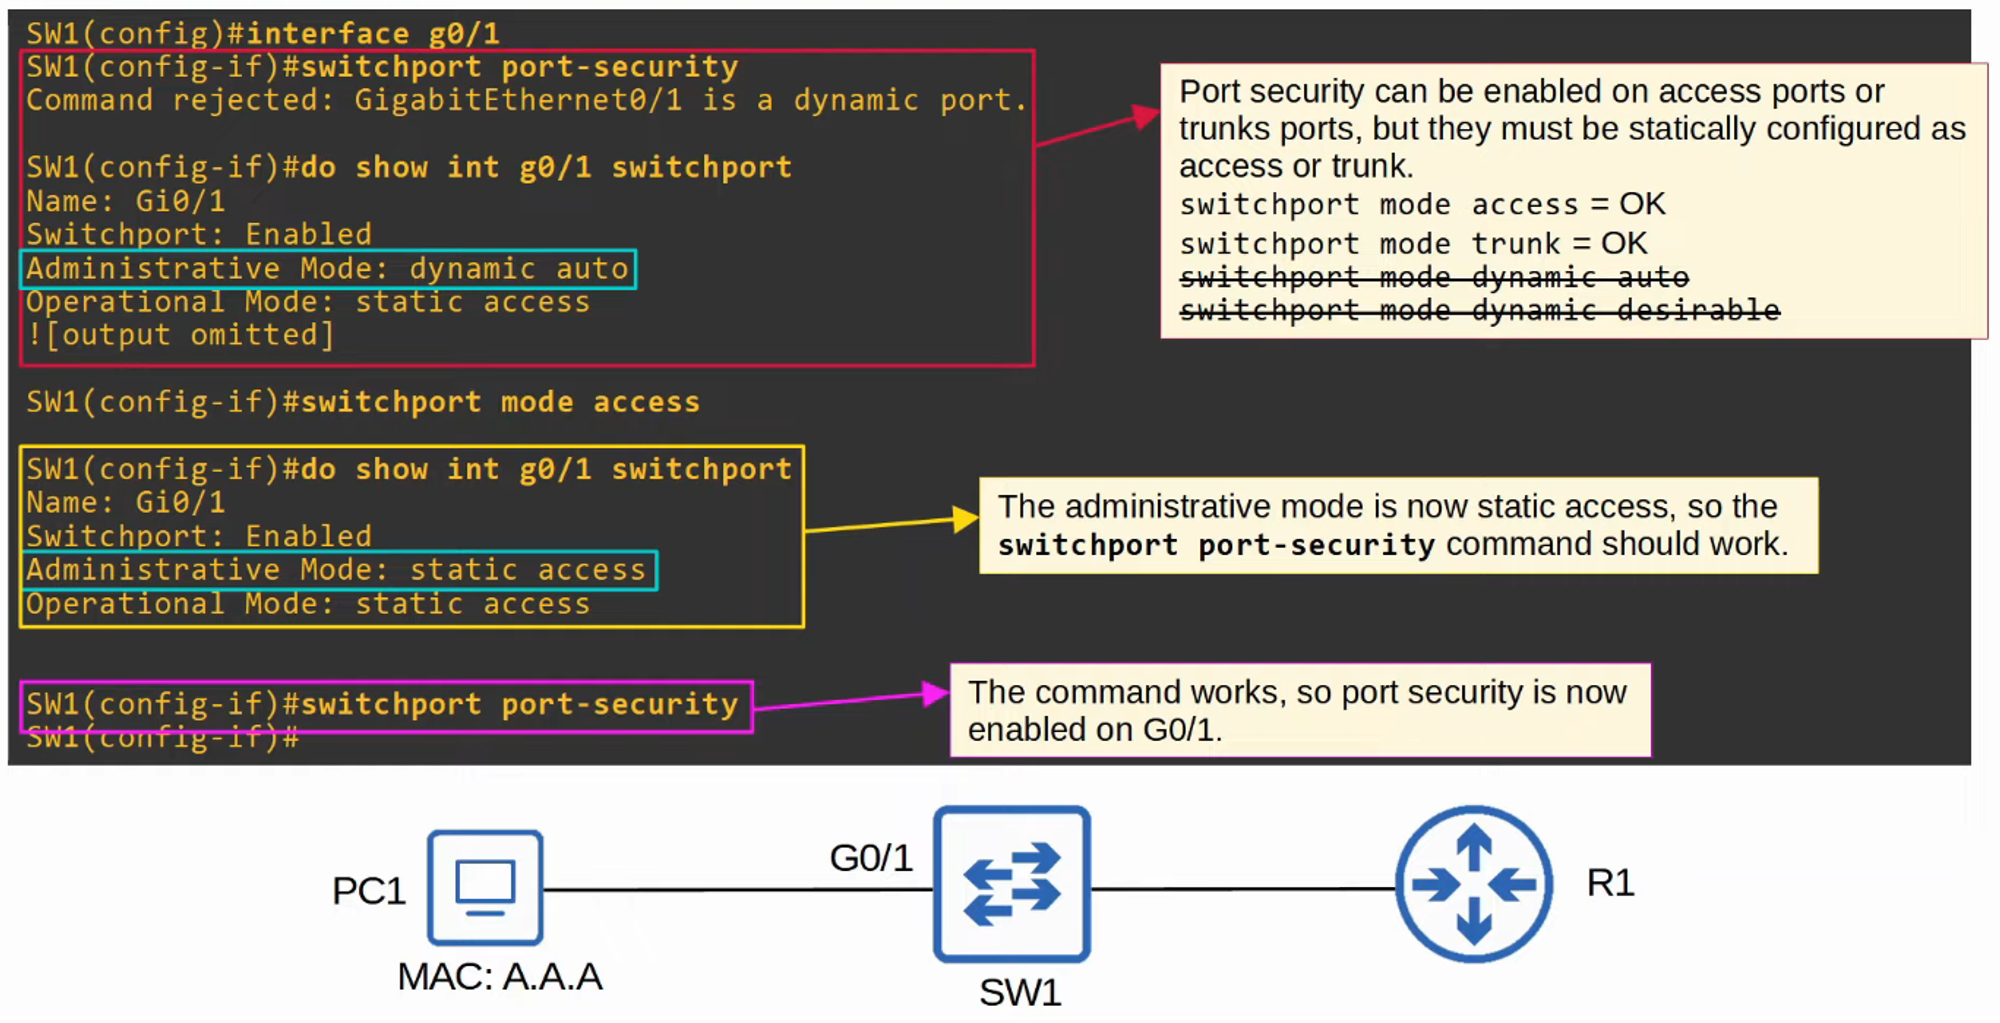 SW1(config)#interface g0/1
SW1(config-if)#switchport port-security
Command rejected: GigabitEthernet0/1 is a dynamic port.
SW1(config-if)#do show int g0/1 switchport
Name: Gi0/1
Switchport: Enabled
Administrative Mode: dynamic auto
Operational Mode: static access
![output omitted]
SW1(config-if)#switchport mode access
SW1(config-if)#do show int g0/1 switchport
Name: Gi0/1
Switchport: Enabled
Administrative Mode: static access
Operational Mode: static access
SW1(config-if)#switchport port-security
SW1(config-if)#
Port security can be enabled on access ports or
trunks ports, but they must be statically configured as
access or trunk.
switchport mode access = OK
switchport mode trunk = OK
switchport mode dynamic auto
switchport mode dynamic desirable
The administrative mode is now static access, so the
switchport port-security command should work.
The command works, so port security is now
enabled on G0/1.
PC1
MAC: A.A.A
G0/1
SW1
R1